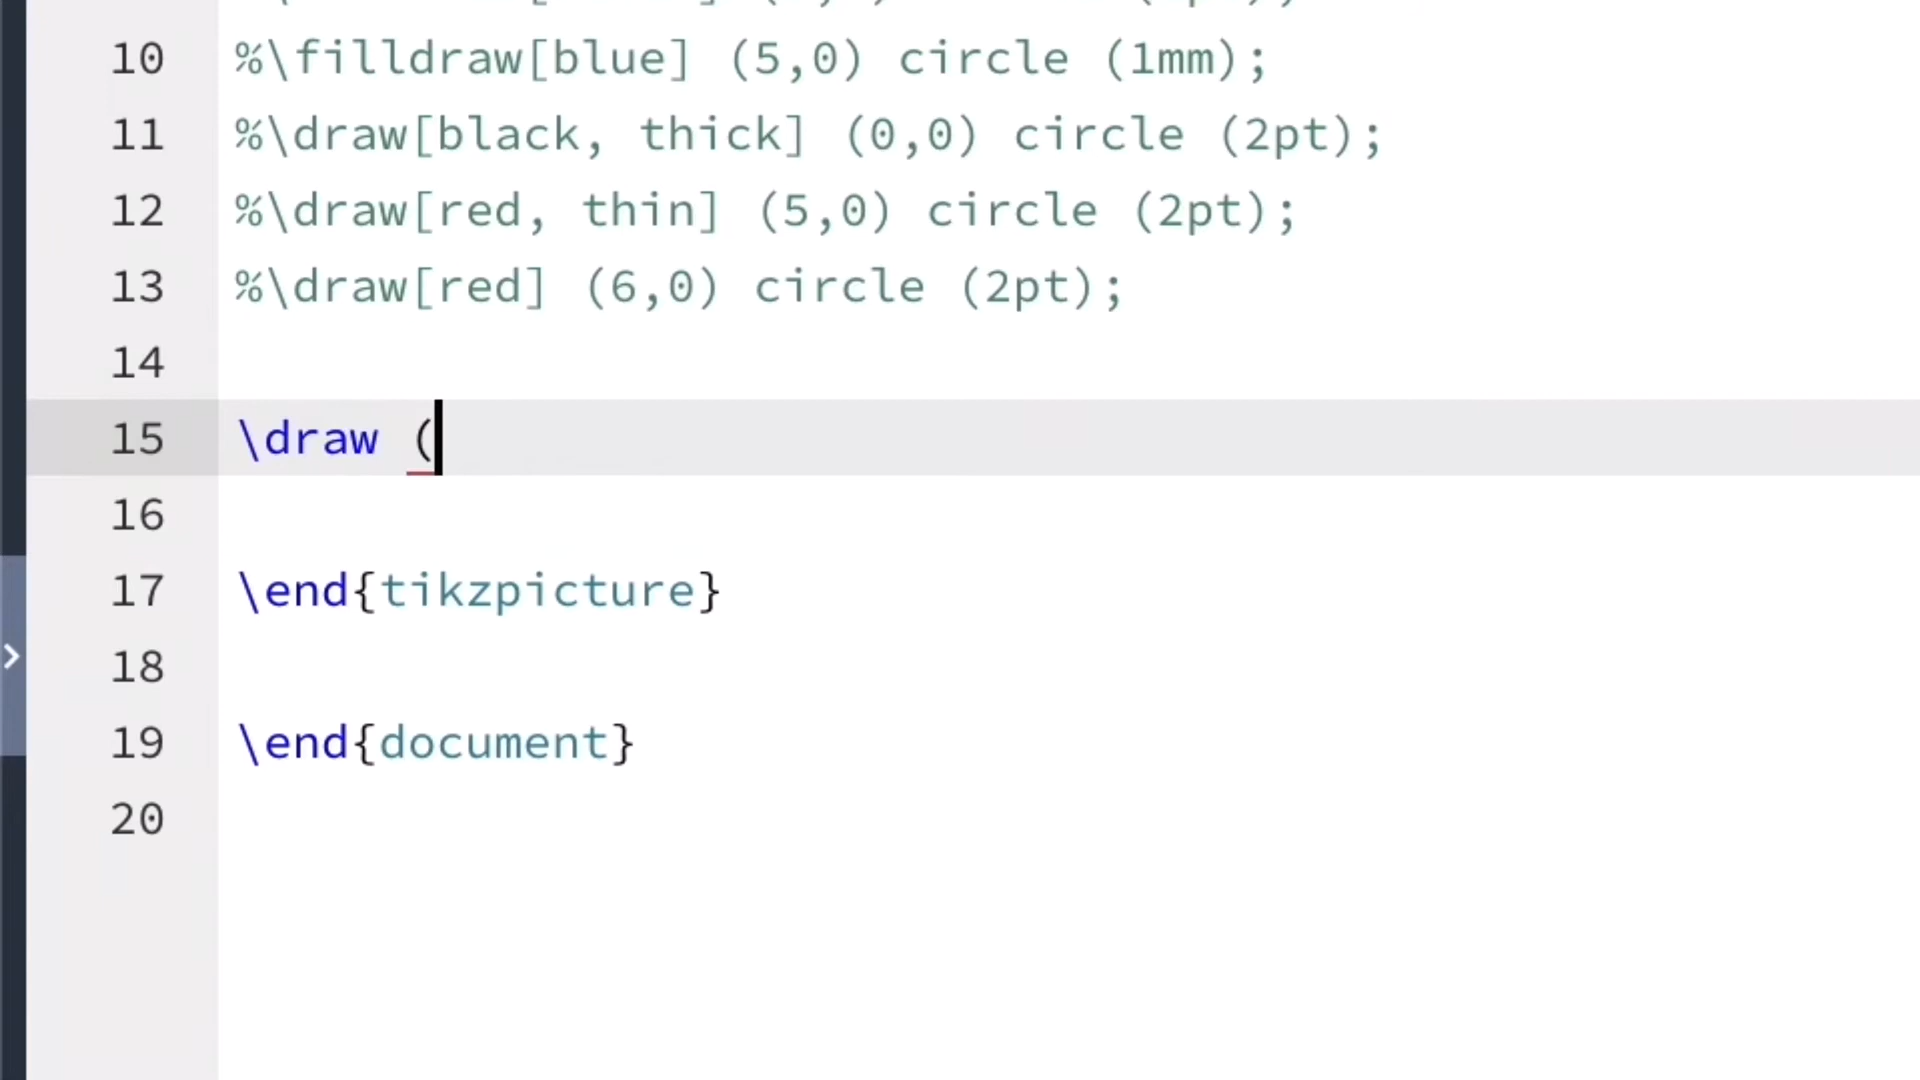 10 %\filldraw[blue] (5,0) circle (1mm);
11 %\draw[black, thick] (0,0) circle (2pt);
12 %\draw[red, thin] (5,0) circle (2pt);
13 %\draw[red] (6,0) circle (2pt);
14
15 \draw (
16
17 \end{tikzpicture}
18
19 \end{document}
20